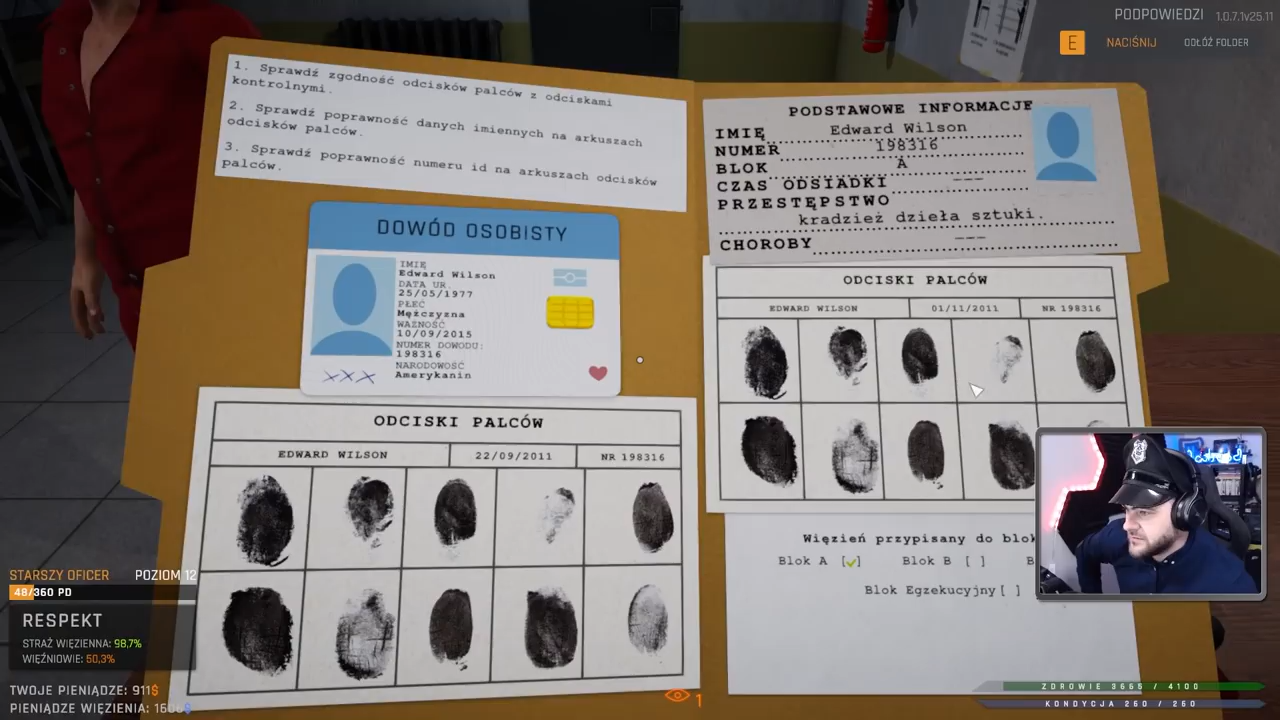 PODPOWIEDZI 1.0.7.1v25.11
E NACIŚNIJ ODŁÓŻ FOLDER
1. Sprawdź zgodność odcisków palców z odciskami
kontrolnymi.
2. Sprawdź poprawność danych imiennych na arkuszach
odcisków palców.
3. Sprawdź poprawność numeru id na arkuszach odcisków
palców.
PODSTAWOWE INFORMACJE
IMIĘ Edward Wilson
NUMER 198316
BLOK A
CZAS ODSIADKI ---
PRZESTĘPSTWO
kradzież dzieła sztuki.
CHOROBY ---
DOWÓD OSOBISTY
IMIĘ
Edward Wilson
DATA UR.
25/05/1977
PŁEĆ
Mężczyzna
WAŻNOŚĆ
10/09/2015
NUMER DOWODU:
198316
NARODOWOŚĆ
Amerykanin
XXX
ODCISKI PALCÓW
EDWARD WILSON 01/11/2011 NR 198316
ODCISKI PALCÓW
EDWARD WILSON 22/09/2011 NR 198316
Więzień przypisany do blok
Blok A [✓] Blok B [ ] B
Blok Egzekucyjny[ ]
STARSZY OFICER POZIOM 12
48/360 PD
RESPEKT
STRAŻ WIĘZIENNA: 98,7%
WIĘŹNIOWIE: 50,3%
TWOJE PIENIĄDZE: 911$
PIENIĄDZE WIĘZIENIA:
1
ZDROWIE 3665 / 4100
KONDYCJA 260 / 260